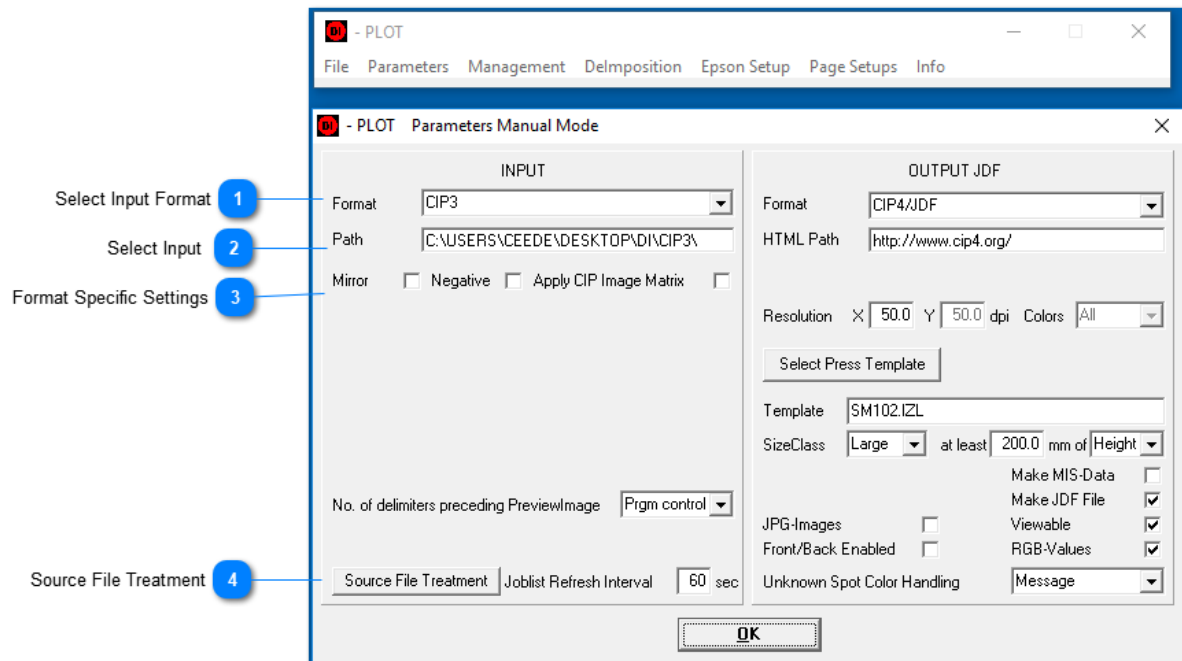 DI - PLOT
File Parameters Management DeImposition Epson Setup Page Setups Info
DI - PLOT Parameters Manual Mode
INPUT
Select Input Format 1
Format CIP3
Select Input 2
Path C:\USERS\CEEDE\DESKTOP\DI\CIP3\
Format Specific Settings 3
Mirror Negative Apply CIP Image Matrix
No. of delimiters preceding PreviewImage Prgm control
Source File Treatment 4
Source File Treatment Joblist Refresh Interval 60 sec
OUTPUT JDF
Format CIP4/JDF
HTML Path http://www.cip4.org/
Resolution X 50.0 Y 50.0 dpi Colors All
Select Press Template
Template SM102.IZL
SizeClass Large at least 200.0 mm of Height
Make MIS-Data
Make JDF File
JPG-Images Viewable
Front/Back Enabled RGB-Values
Unknown Spot Color Handling Message
OK